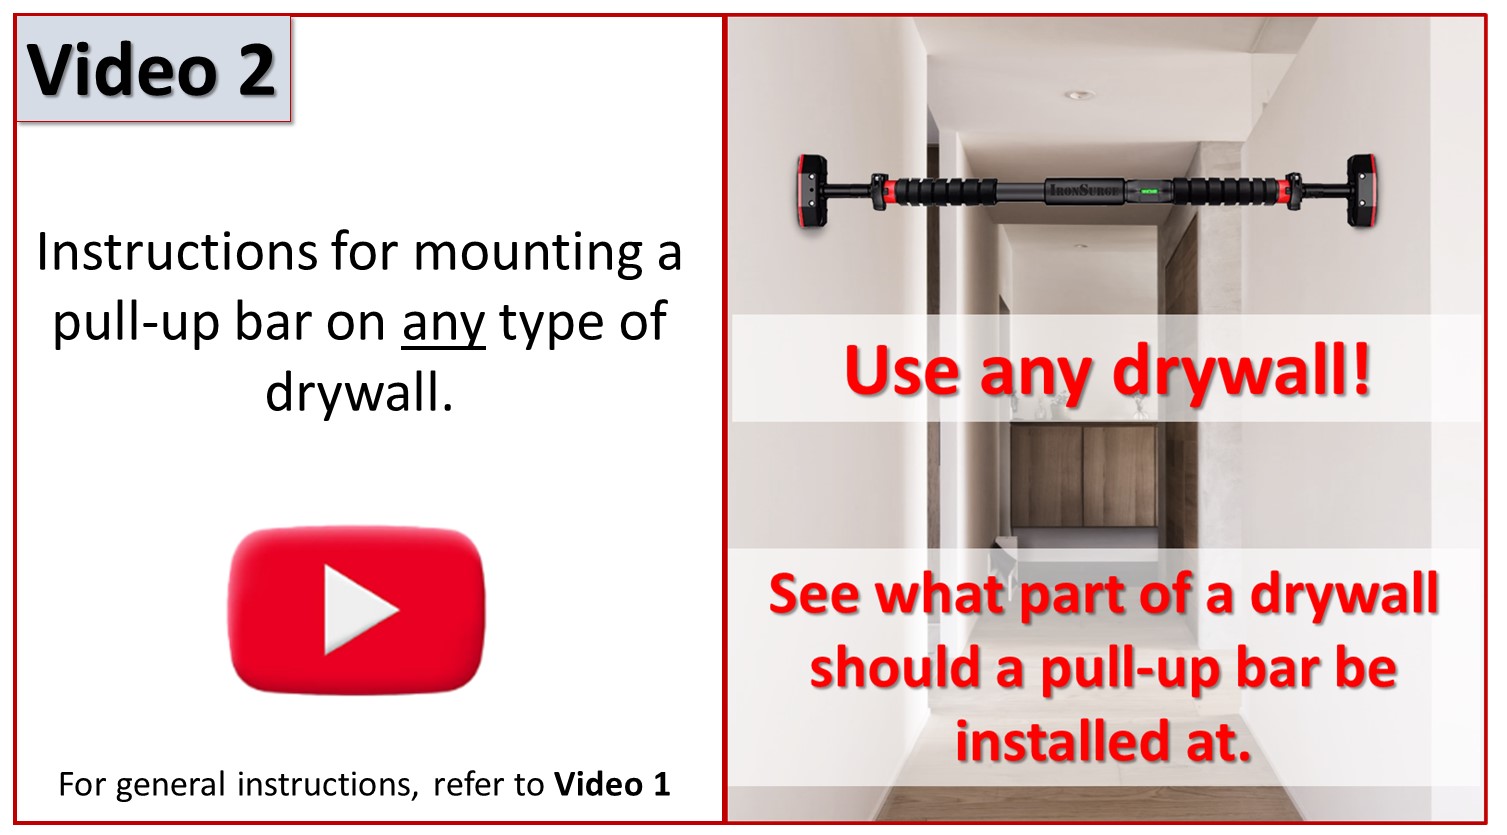 Video 2
Instructions for mounting a
pull-up bar on any type of
drywall.
For general instructions, refer to Video 1
IRONSURGE
Use any drywall!
See what part of a drywall
should a pull-up bar be
installed at.